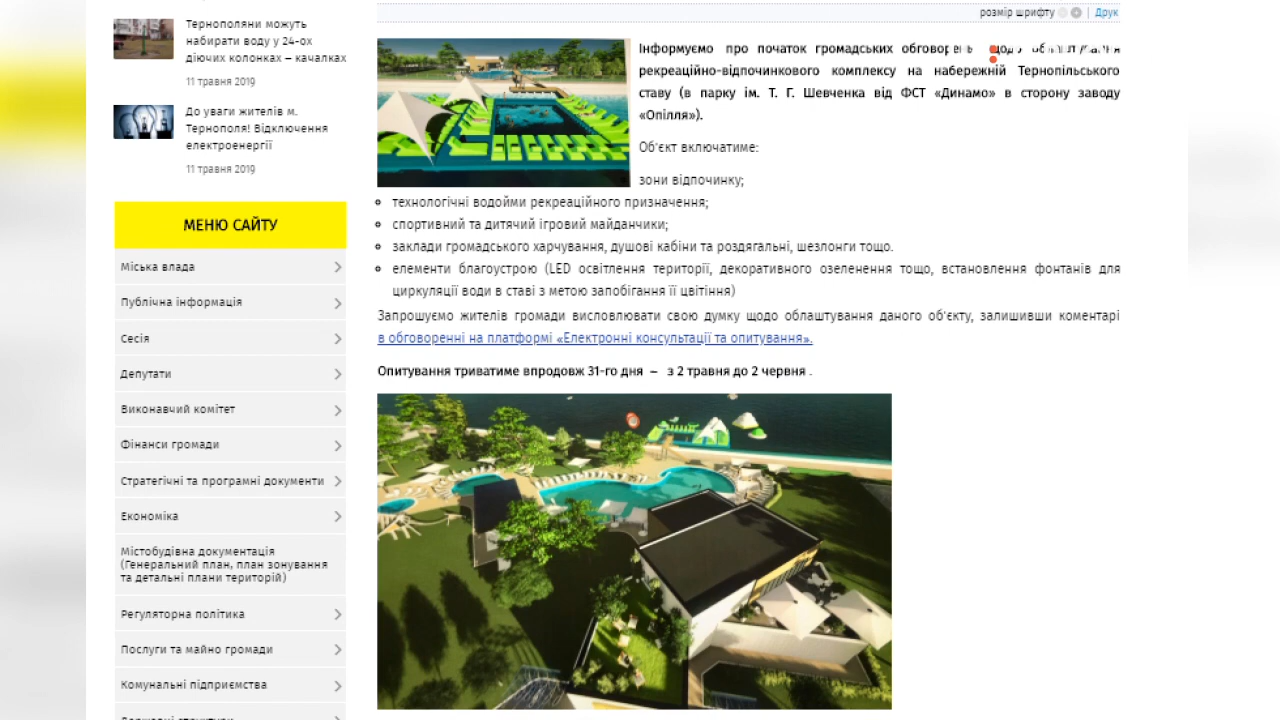 розмір шрифту | Друк
Тернополяни можуть
набирати воду у 24-ох
діючих колонках – качалках
11 травня 2019
До уваги жителів м.
Тернополя! Відключення
електроенергії
11 травня 2019
МЕНЮ САЙТУ
Міська влада
Публічна інформація
Сесія
Депутати
Виконавчий комітет
Фінанси громади
Стратегічні та програмні документи
Економіка
Містобудівна документація
(Генеральний план, план зонування
та детальні плани територій)
Регуляторна політика
Послуги та майно громади
Комунальні підприємства
Інформуємо про початок громадських
рекреаційно-відпочинкового комплексу на набережній Тернопільського
ставу (в парку ім. Т. Г. Шевченка від ФСТ «Динамо» в сторону заводу
«Опілля»).
Об'єкт включатиме:
зони відпочинку;
технологічні водойми рекреаційного призначення;
спортивний та дитячий ігровий майданчики;
заклади громадського харчування, душові кабіни та роздягальні, шезлонги тощо.
елементи благоустрою (LED освітлення території, декоративного озеленення тощо, встановлення фонтанів для
циркуляції води в ставі з метою запобігання її цвітіння)
Запрошуємо жителів громади висловлювати свою думку щодо облаштування даного об'єкту, залишивши коментарі
в обговоренні на платформі «Електронні консультації та опитування».
Опитування триватиме впродовж 31-го дня – з 2 травня до 2 червня .